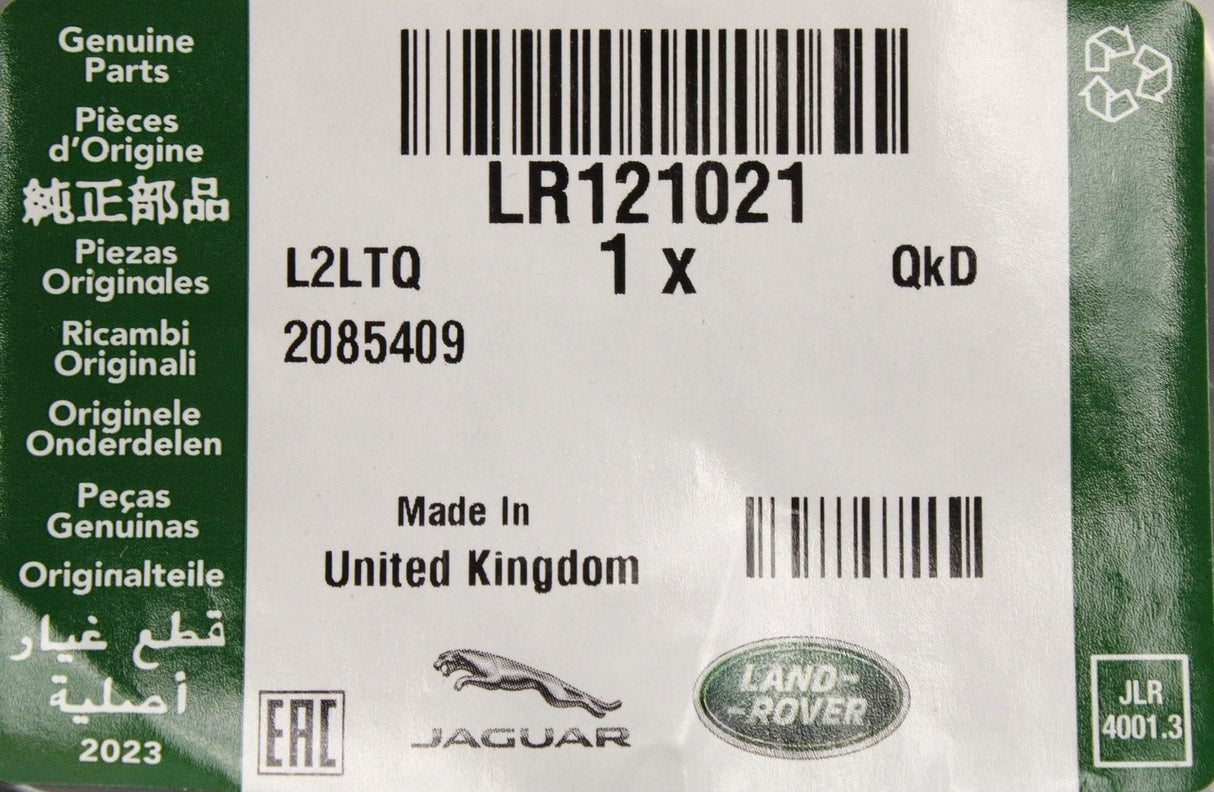 Genuine
Parts
Pièces
d'Origine
純正部品
Piezas
Originales
Ricambi
Originali
Originele
Onderdelen
Peças
Genuinas
Originalteile
قطع غيار
أصلية
2023
LR121021
L2LTQ 1 x QkD
2085409
Made In
United Kingdom
EAC
JAGUAR
LAND-
-ROVER
JLR
4001.3